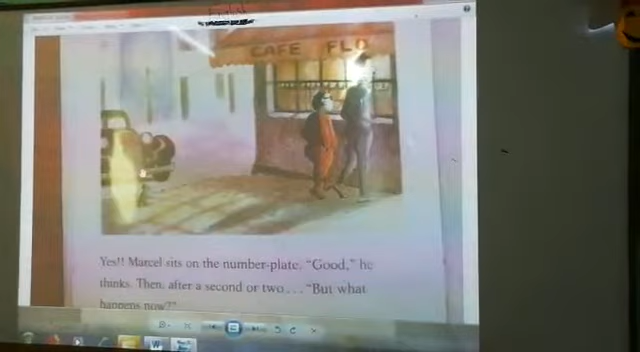 CAFE FLO
Yes!! Marcel sits on the number-plate. "Good," he
thinks. Then, after a second or two... "But what
happens now?"